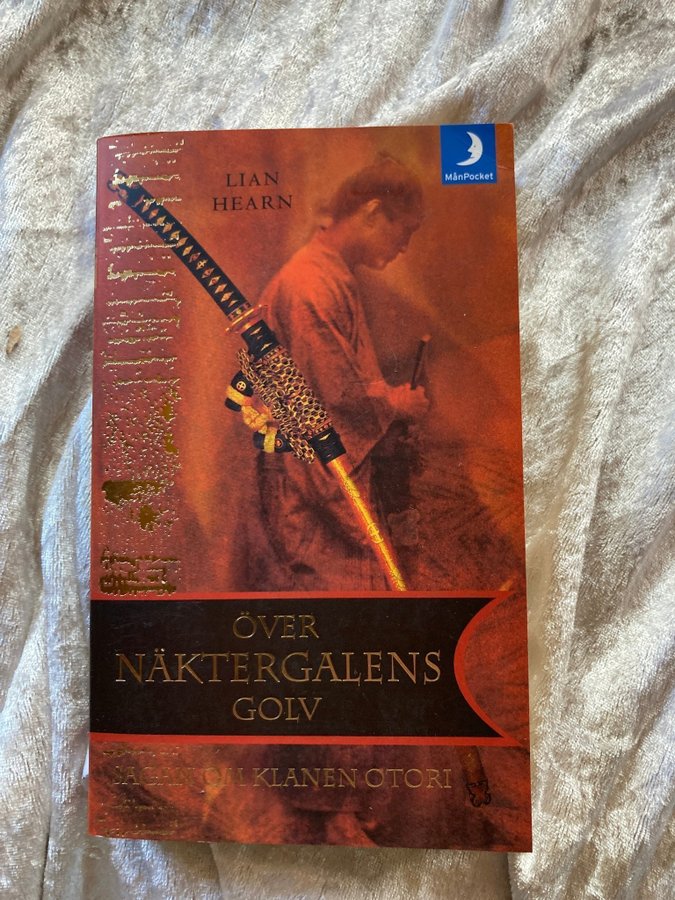 LIAN
HEARN
MånPocket
ÖVER
NÄKTERGALENS
GOLV
SAGAN OM KLANEN OTORI